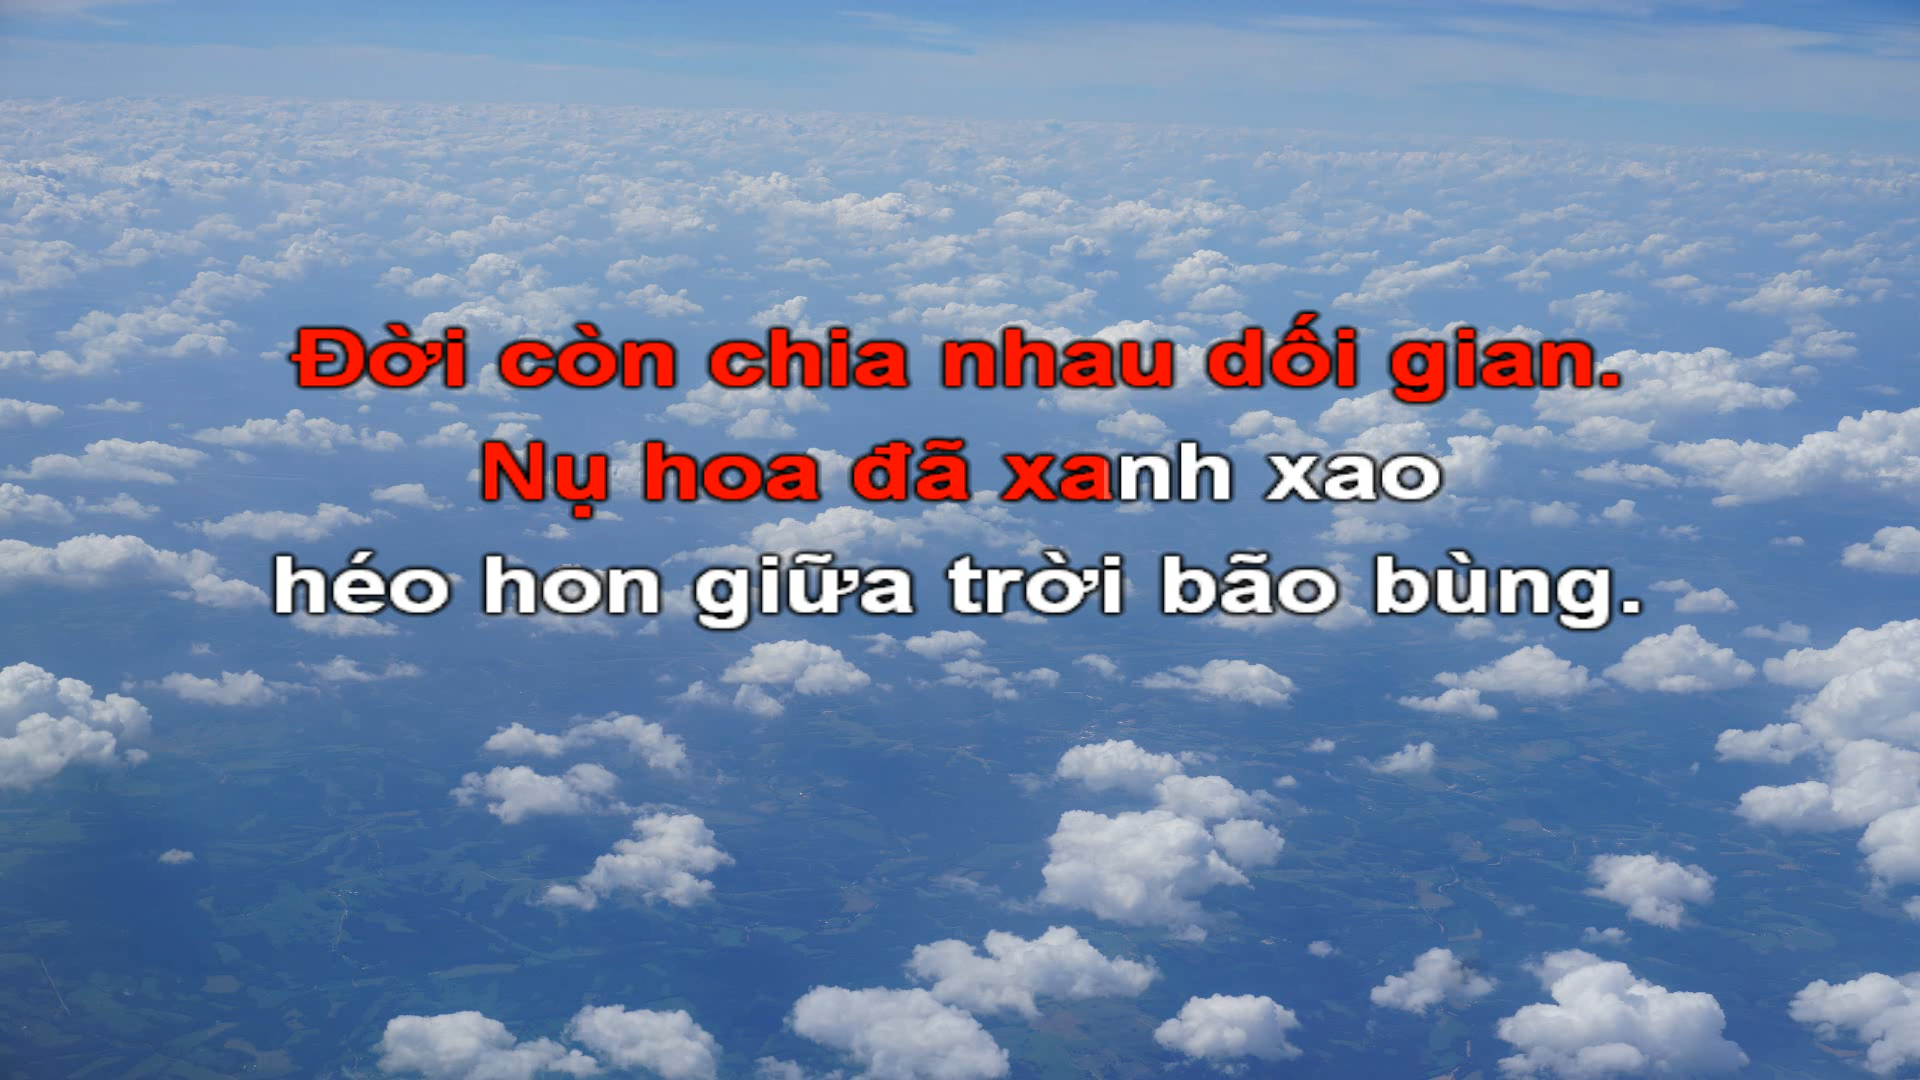 Đời còn chia nhau dối gian.
Nụ hoa đã xanh xao
héo hon giữa trời bão bùng.